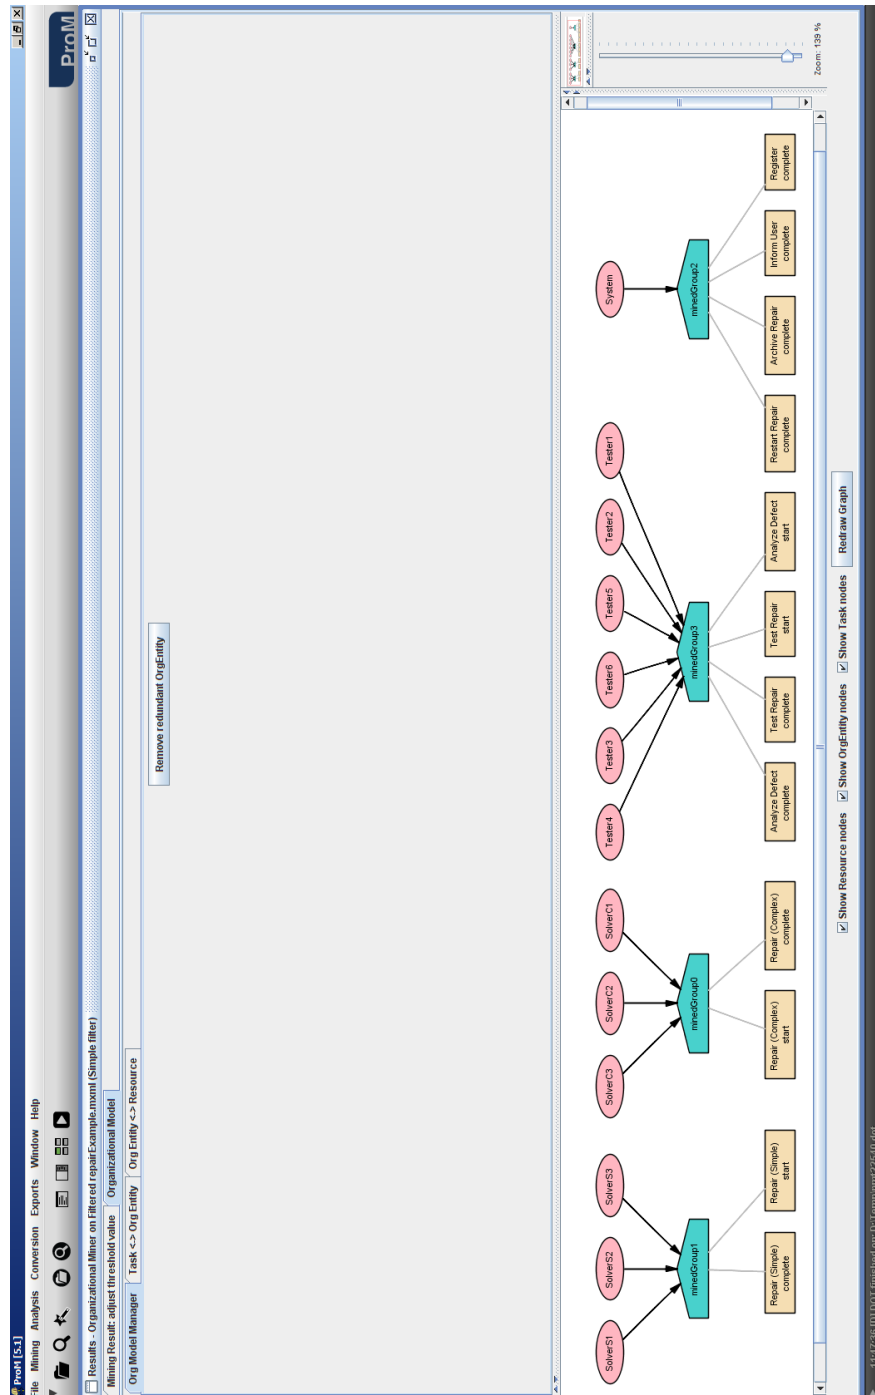 ProM [5.1]
File Mining Analysis Conversion Exports Window Help
ProM
Results - Organizational Miner on Filtered repairExample.mxml (Simple filter)
Mining Result: adjust threshold value Organizational Model
Org Model Manager Task <-> Org Entity Org Entity <-> Resource
Remove redundant OrgEntity
SolverS1 SolverS2 SolverS3 SolverC3 SolverC2 SolverC1 Tester4 Tester3 Tester6 Tester5 Tester2 Tester1 System
minedGroup1 minedGroup0 minedGroup3 minedGroup2
Repair (Simple) Repair (Simple) Repair (Complex) Repair (Complex) Analyze Defect Test Repair Test Repair Analyze Defect Restart Repair Archive Repair Inform User Register
complete start start complete complete complete start start complete complete complete complete
Zoom: 139 %
Show Resource nodes Show OrgEntity nodes Show Task nodes Redraw Graph